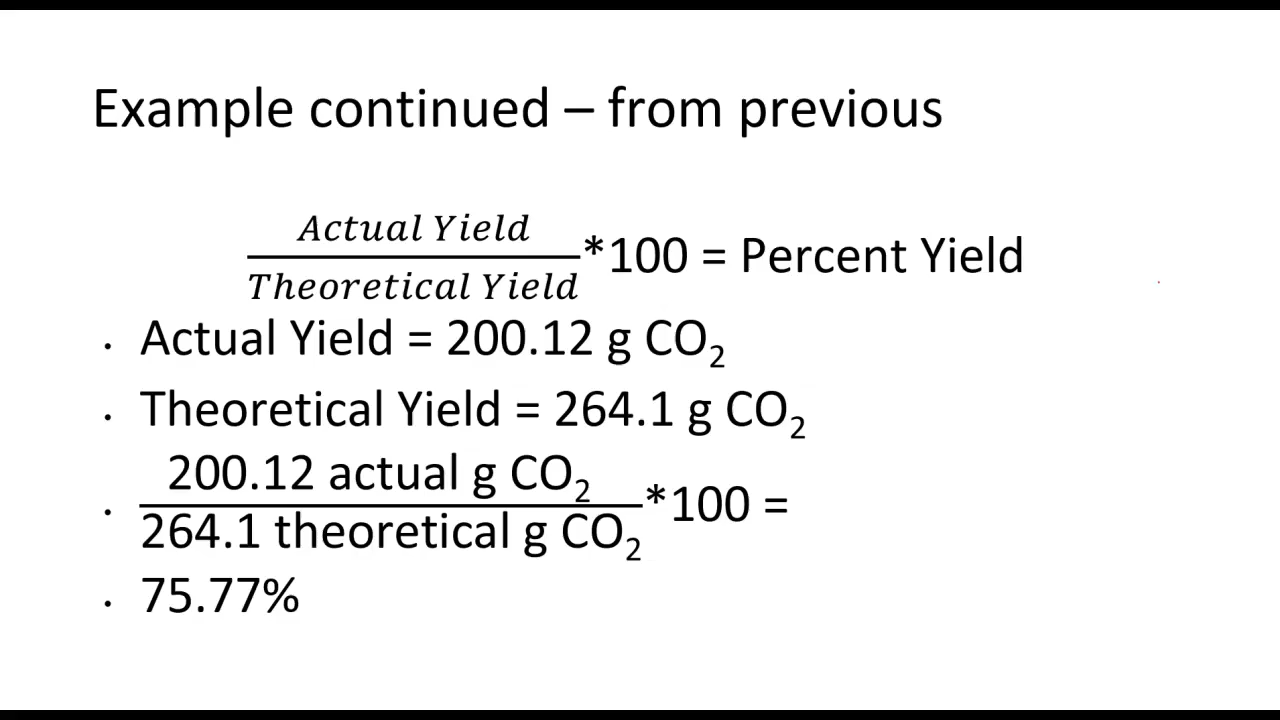 Example continued – from previous
Actual Yield
Theoretical Yield *100 = Percent Yield
• Actual Yield = 200.12 g CO₂
• Theoretical Yield = 264.1 g CO₂
200.12 actual g CO₂
• 264.1 theoretical g CO₂ *100 =
• 75.77%